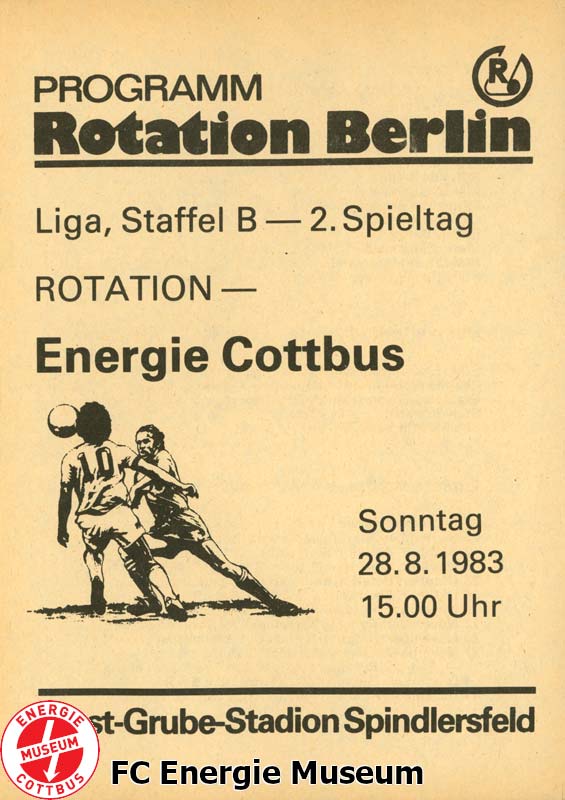 PROGRAMM
R
Rotation Berlin
Liga, Staffel B — 2. Spieltag
ROTATION —
Energie Cottbus
10
Sonntag
28.8.1983
15.00 Uhr
st-Grube-Stadion Spindlersfeld
ENERGIE
MUSEUM
COTTBUS
FC Energie Museum